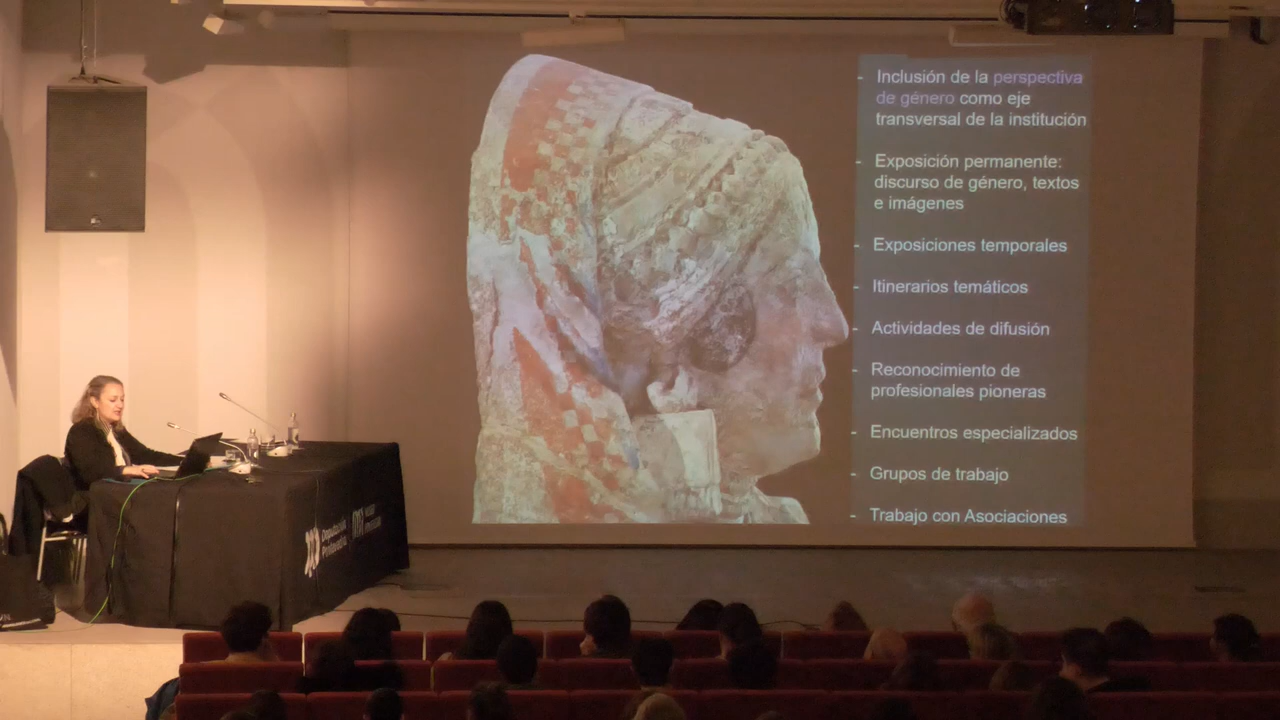 - Inclusión de la perspectiva
de género como eje
transversal de la institución
- Exposición permanente:
discurso de género, textos
e imágenes
- Exposiciones temporales
- Itinerarios temáticos
- Actividades de difusión
- Reconocimiento de
profesionales pioneras
- Encuentros especializados
- Grupos de trabajo
- Trabajo con Asociaciones